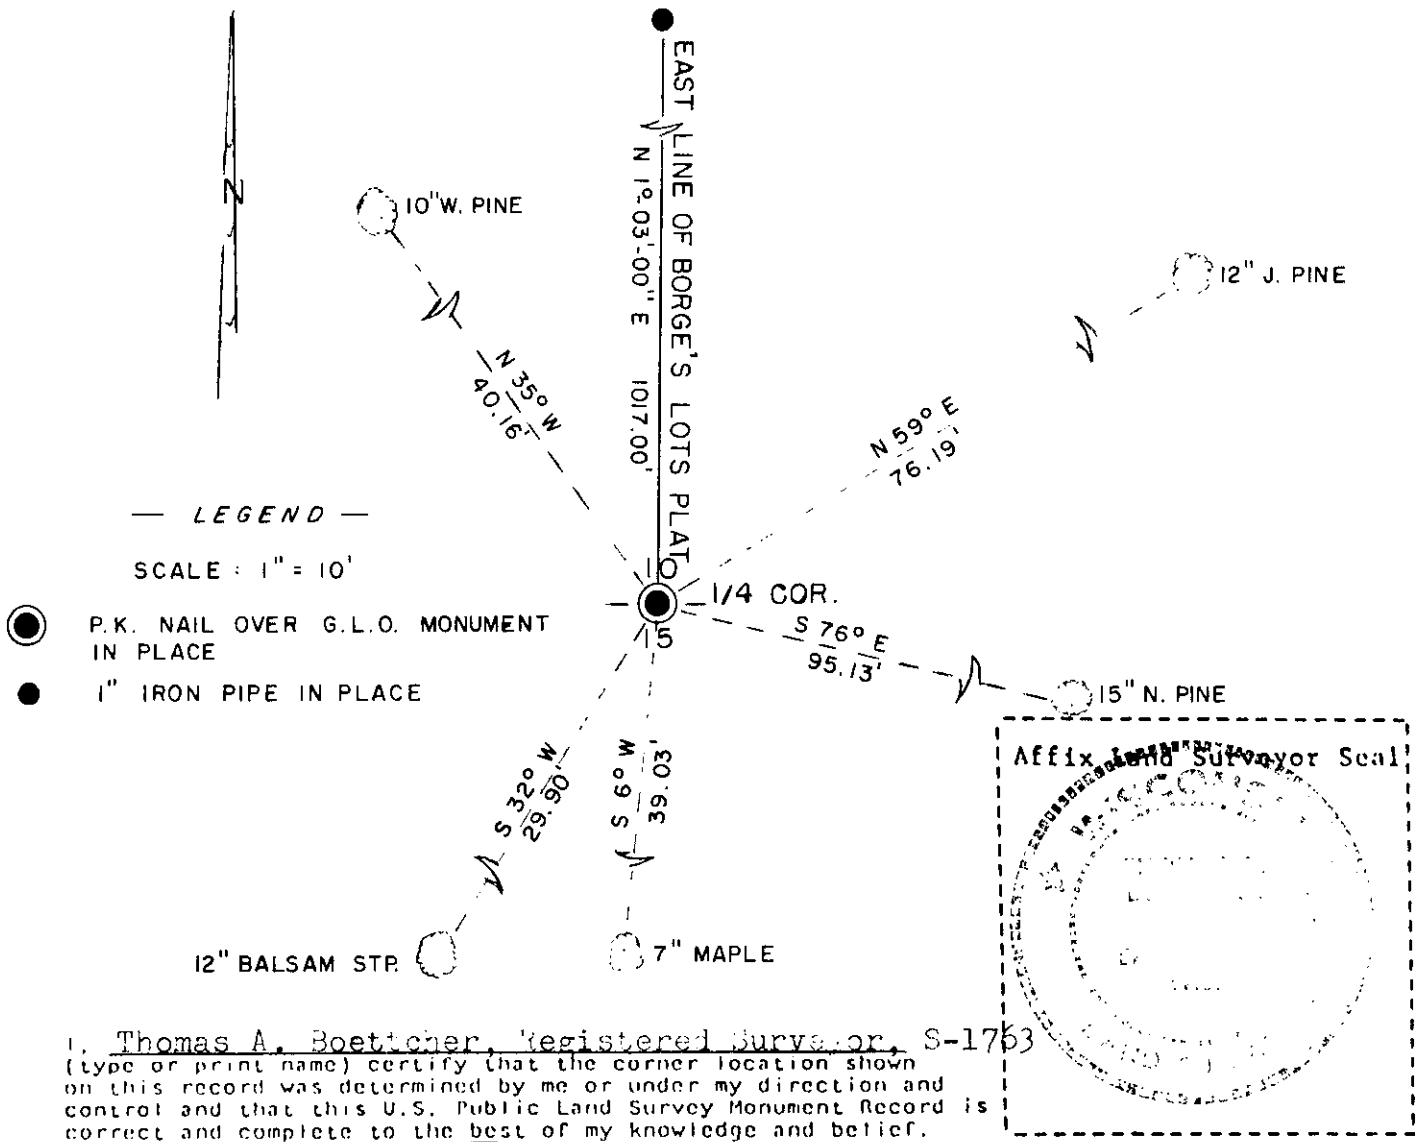 EAST LINE OF BORGE'S LOTS PLAT
N 1°-03'-00" E 1017.00'
N
10" W. PINE
12" J. PINE
N 35° W
40.16'
N 59° E
76.19'
— LEGEND —
SCALE : 1" = 10'
P.K. NAIL OVER G.L.O. MONUMENT
IN PLACE
1" IRON PIPE IN PLACE
10
1/4 COR.
15
S 76° E
95.13'
15" N. PINE
S 32° W
29.90'
S 6° W
39.03'
12" BALSAM STP.
7" MAPLE
Affix Land Surveyor Seal
WISCONSIN
I, Thomas A. Boettcher, Registered Surveyor, S-1763
(type or print name) certify that the corner location shown
on this record was determined by me or under my direction and
control and that this U.S. Public Land Survey Monument Record is
correct and complete to the best of my knowledge and belief.